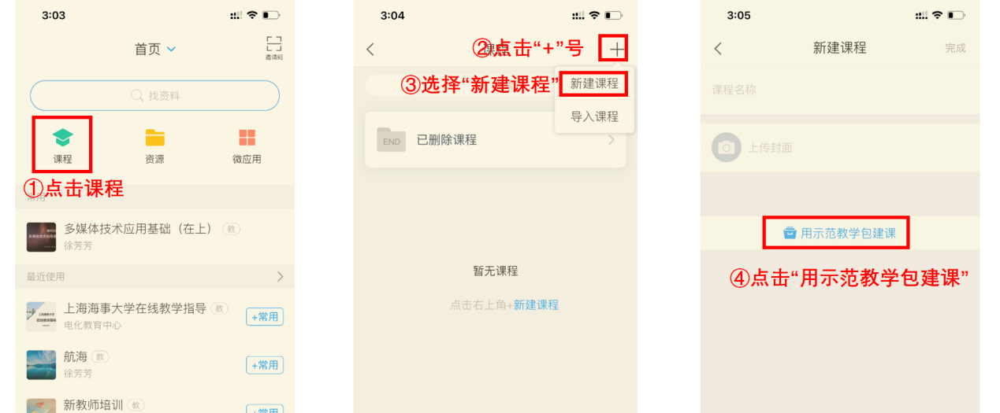 3:03
首页
邀请码
找资料
课程
资源
微应用
①点击课程
常用
多媒体技术应用基础（在上） 教
徐芳芳
最近使用
上海海事大学在线教学指导 教
电化教育中心
+常用
航海 教
徐芳芳
+常用
新教师培训 教
+常用
3:04
课程
②点击“+”号
③选择“新建课程”
新建课程
导入课程
END 已删除课程
暂无课程
点击右上角+新建课程
3:05
新建课程
完成
课程名称
上传封面
用示范教学包建课
④点击“用示范教学包建课”